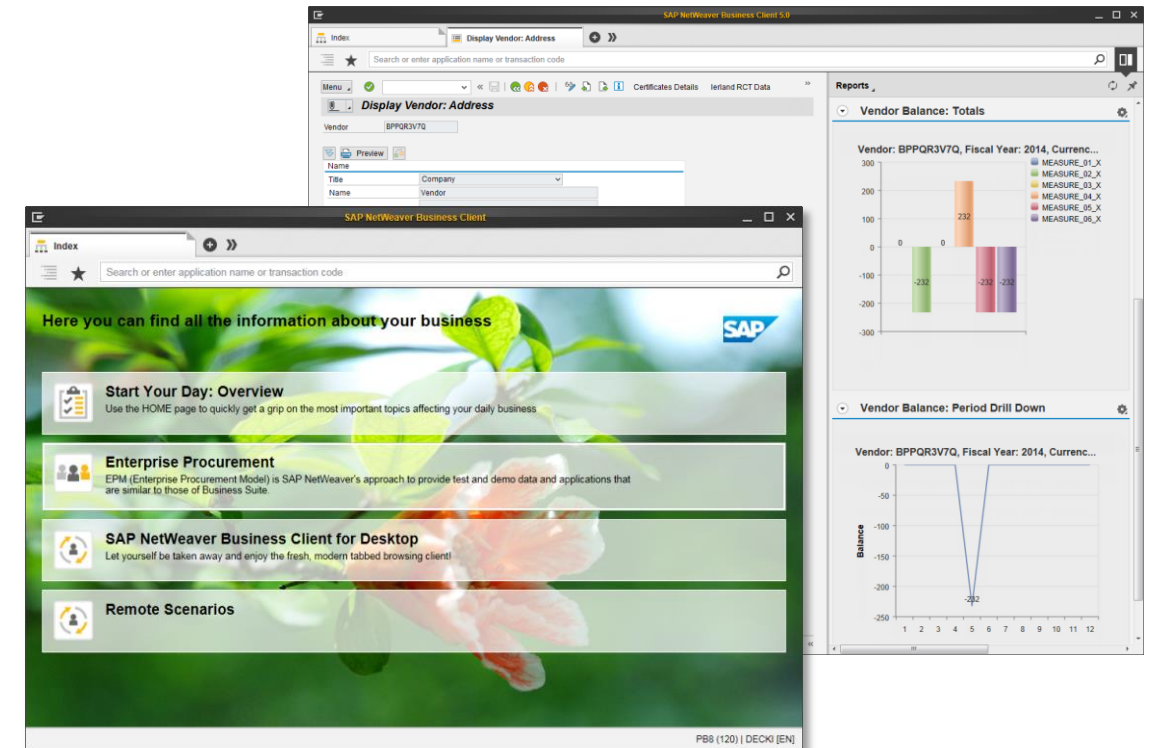 SAP NetWeaver Business Client 5.0
Index
Display Vendor: Address
Search or enter application name or transaction code
Menu
Certificates Details
Ierland RCT Data
Display Vendor: Address
Vendor
BPPQR3V7Q
Preview
Name
Title
Company
Name
Vendor
Reports
Vendor Balance: Totals
Vendor: BPPQR3V7Q, Fiscal Year: 2014, Currenc...
300
200
100
0
-100
-200
-300
0
-232
0
232
-232
-232
MEASURE_01_X
MEASURE_02_X
MEASURE_03_X
MEASURE_04_X
MEASURE_05_X
MEASURE_06_X
Vendor Balance: Period Drill Down
Vendor: BPPQR3V7Q, Fiscal Year: 2014, Currenc...
Balance
0
-50
-100
-150
-200
-250
-232
1 2 3 4 5 6 7 8 9 10 11 12
SAP NetWeaver Business Client
Index
Search or enter application name or transaction code
Here you can find all the information about your business
SAP
Start Your Day: Overview
Use the HOME page to quickly get a grip on the most important topics affecting your daily business
Enterprise Procurement
EPM (Enterprise Procurement Model) is SAP NetWeaver's approach to provide test and demo data and applications that
are similar to those of Business Suite.
SAP NetWeaver Business Client for Desktop
Let yourself be taken away and enjoy the fresh, modern tabbed browsing client!
Remote Scenarios
PB8 (120) | DECKI [EN]